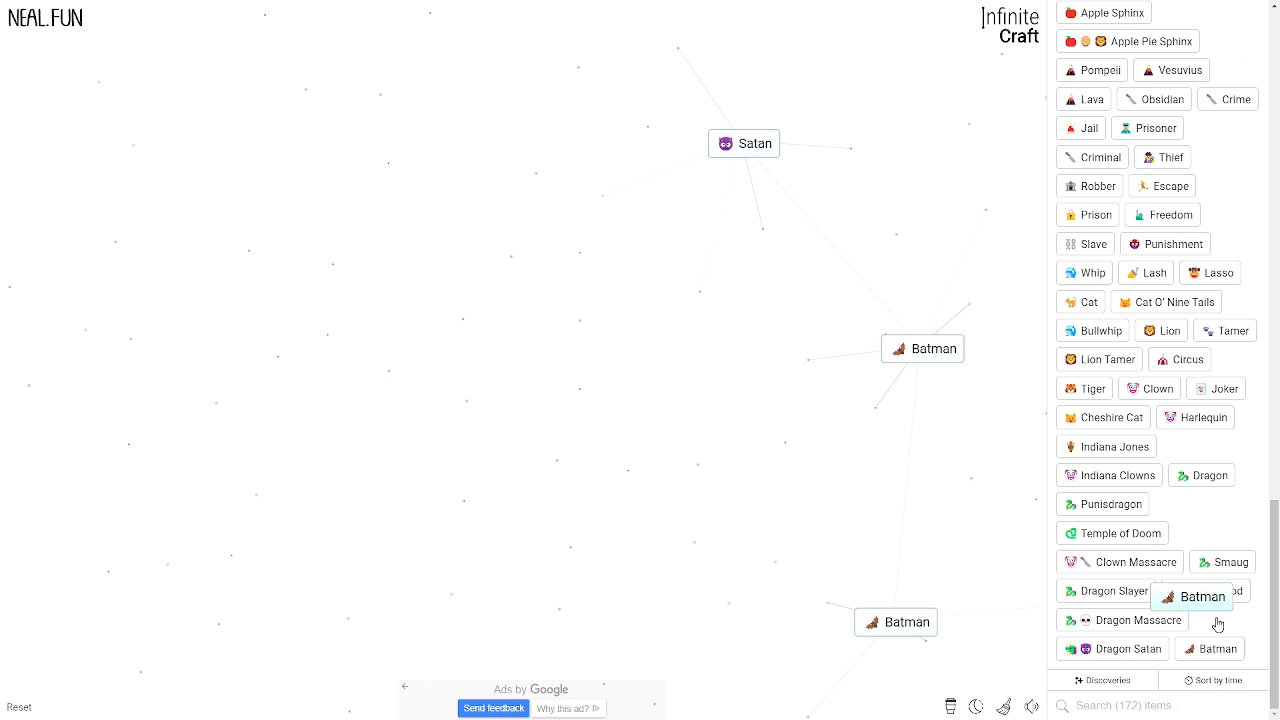 NEAL.FUN
Infinite
Craft
😈 Satan
🦇 Batman
🦇 Batman
Ads by Google
Send feedback Why this ad?
Reset
🍎 Apple Sphinx
🍎🥧🦁 Apple Pie Sphinx
🌋 Pompeii 🌋 Vesuvius
🌋 Lava 🔪 Obsidian 🔪 Crime
🚨 Jail 👮 Prisoner
🔪 Criminal 🦹 Thief
🏦 Robber 🏃 Escape
🔒 Prison 🗽 Freedom
⛓ Slave 👹 Punishment
Whip Lash 🤠 Lasso
🐈 Cat 🐱 Cat O' Nine Tails
Bullwhip 🦁 Lion 🐾 Tamer
🦁 Lion Tamer 🎪 Circus
🐯 Tiger 🤡 Clown 🃏 Joker
🐱 Cheshire Cat 🤡 Harlequin
🏺 Indiana Jones
🤡 Indiana Clowns 🐉 Dragon
🐉 Punisdragon
Temple of Doom
🤡🔪 Clown Massacre 🐉 Smaug
🐉 Dragon Slayer
🦇 Batman
🐉💀 Dragon Massacre
🐲😈 Dragon Satan 🦇 Batman
Discoveries Sort by time
Search (172) items...